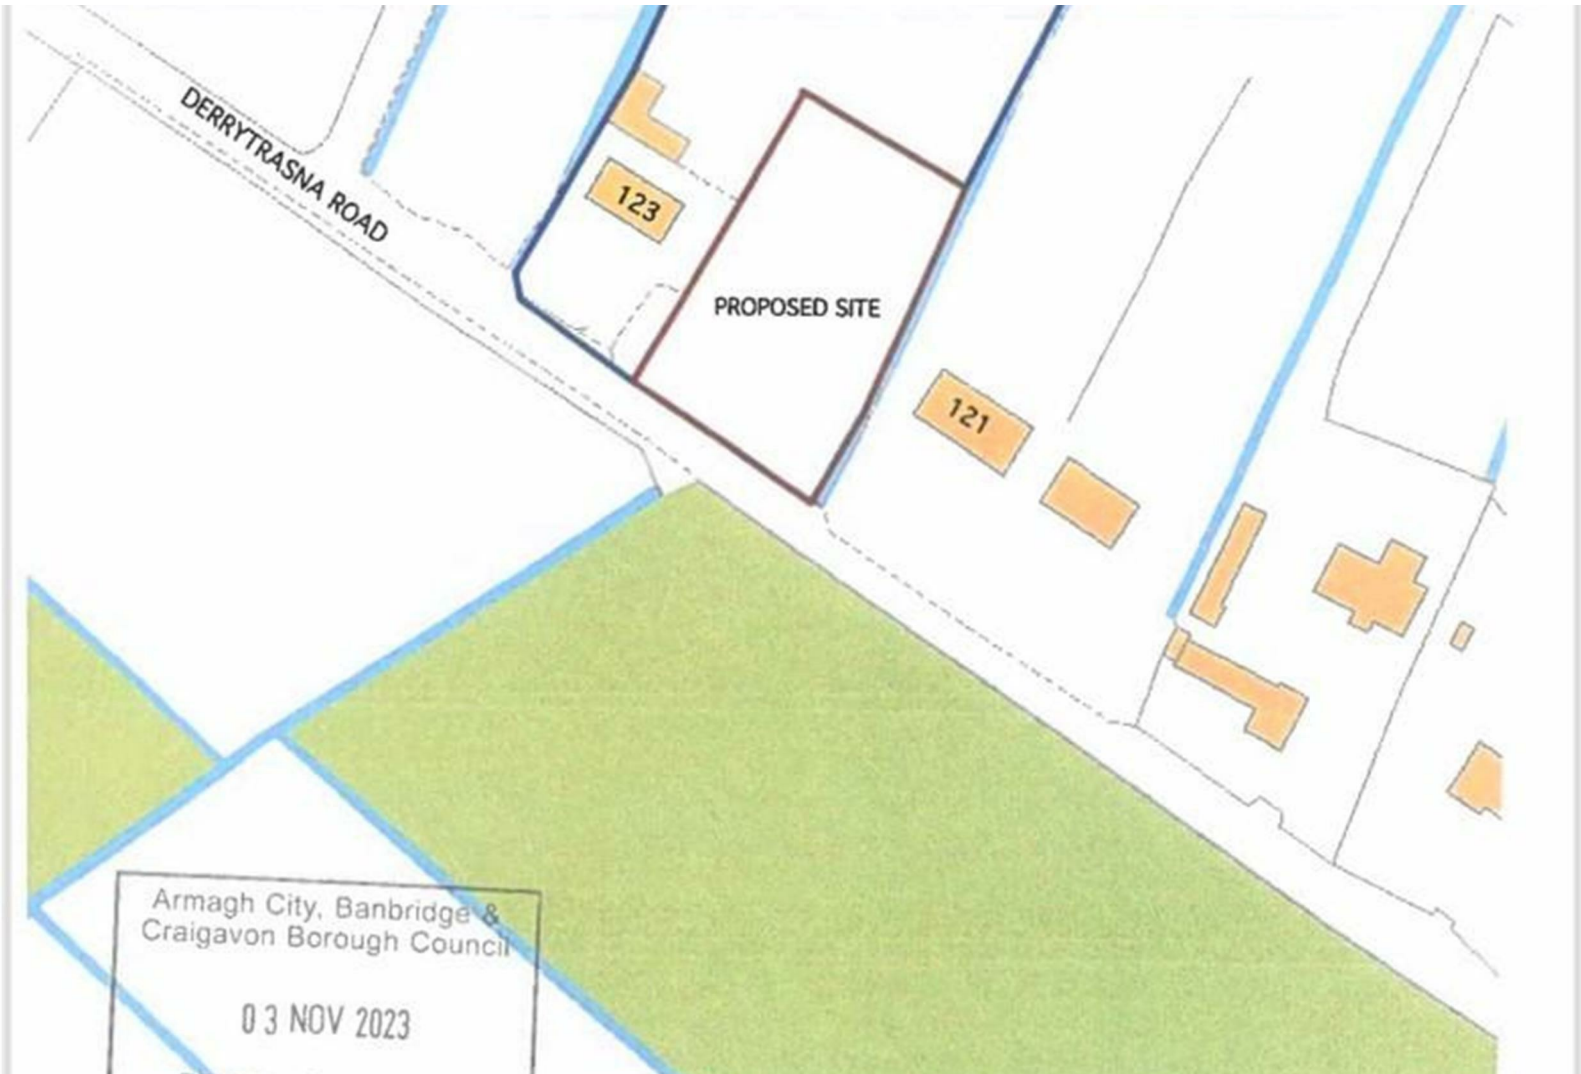 DERRYTRASNA ROAD
123
PROPOSED SITE
121
Armagh City, Banbridge &
Craigavon Borough Council
03 NOV 2023